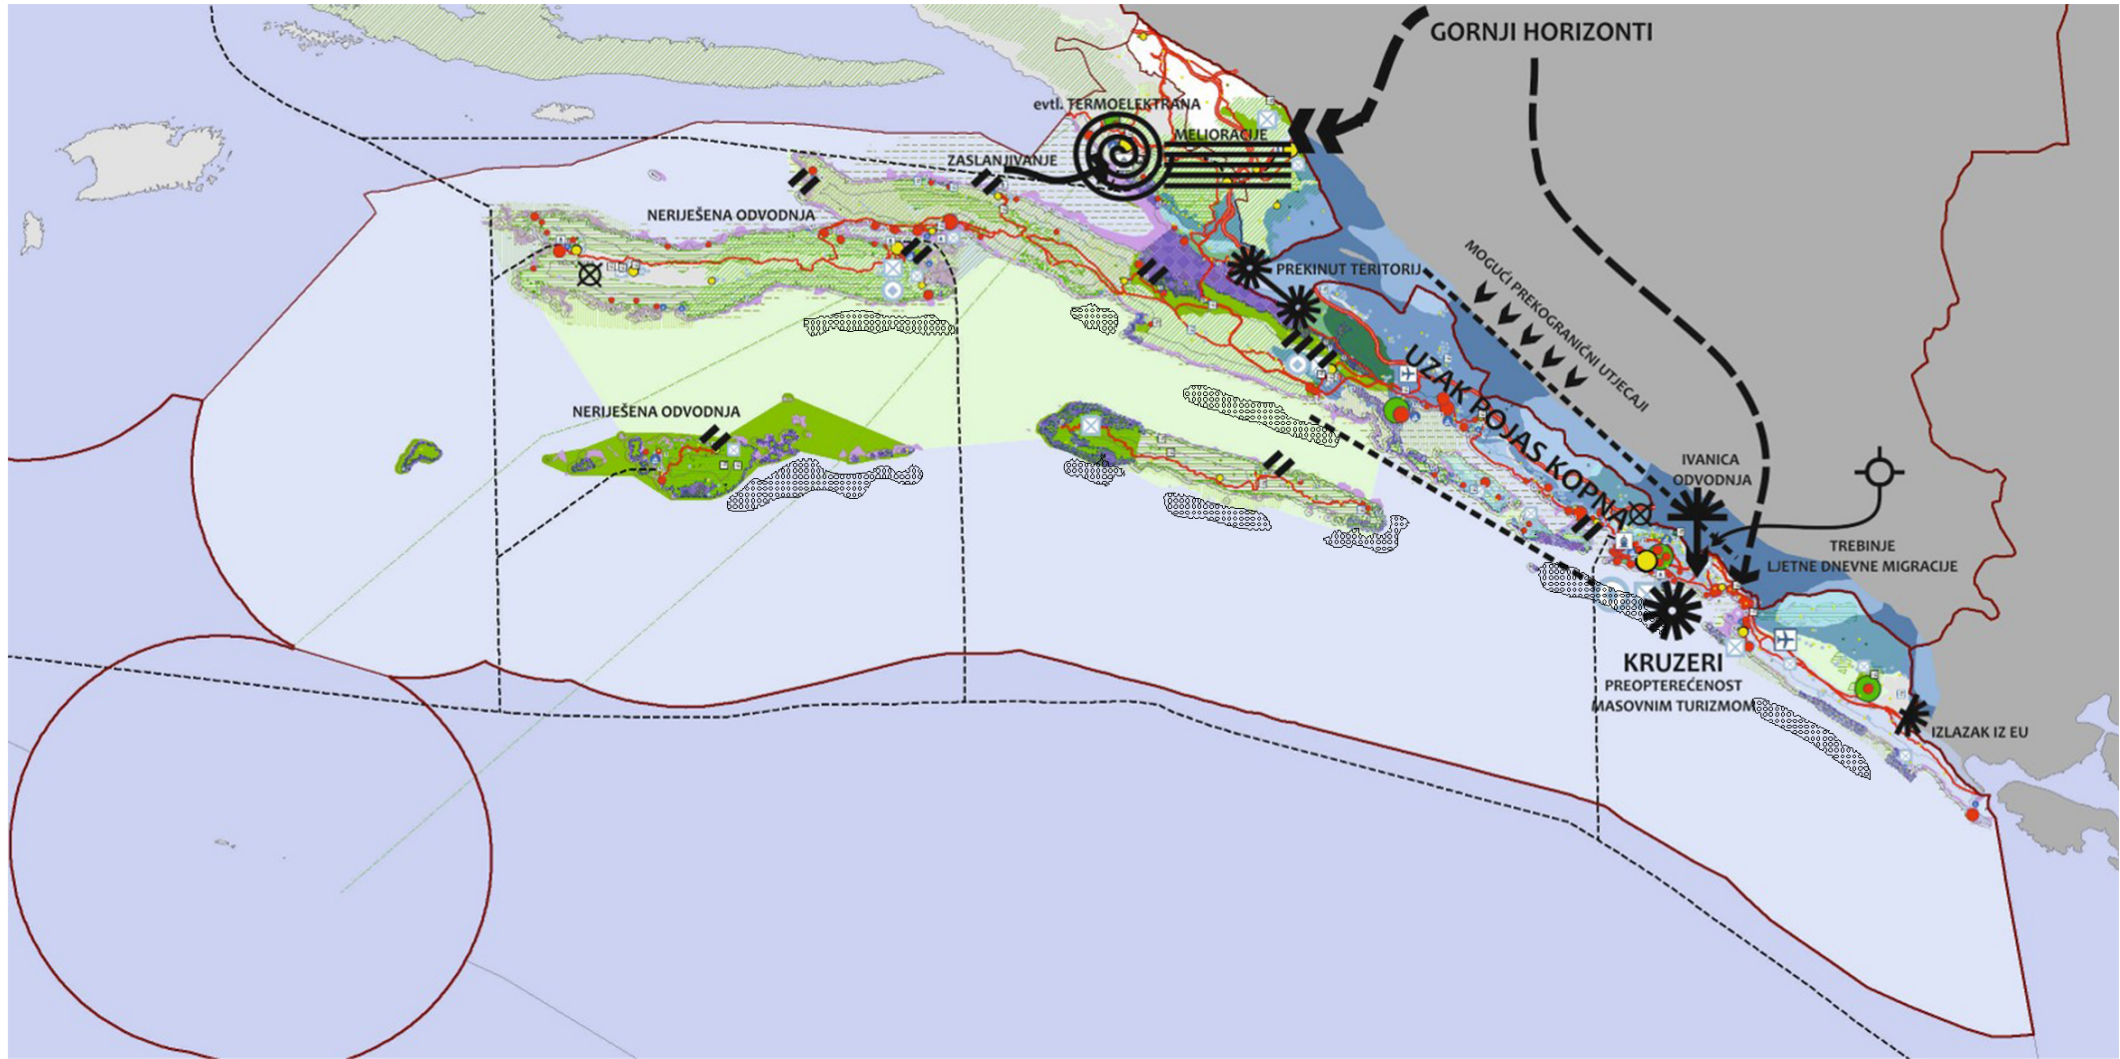 GORNJI HORIZONTI
evtl. TERMOELEKTRANA
MELIORACIJE
ZASLANJIVANJE
NERIJEŠENA ODVODNJA
PREKINUT TERITORIJ
MOGUĆI PREKOGRANIČNI UTJECAJI
UZAK POJAS KOPNA
NERIJEŠENA ODVODNJA
IVANICA
ODVODNJA
TREBINJE
LJETNE DNEVNE MIGRACIJE
KRUZERI
PREOPTEREĆENOST
MASOVNIM TURIZMOM
IZLAZAK IZ EU